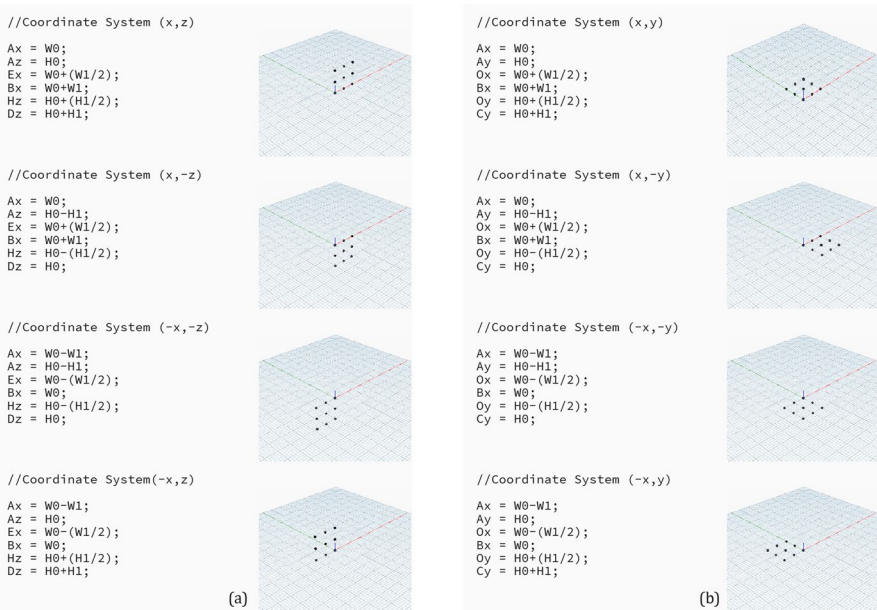 //Coordinate System (x,z)
Ax = W0;
Az = H0;
Ex = W0+(W1/2);
Bx = W0+W1;
Hz = H0+(H1/2);
Dz = H0+H1;
//Coordinate System (x,-z)
Ax = W0;
Az = H0-H1;
Ex = W0+(W1/2);
Bx = W0+W1;
Hz = H0-(H1/2);
Dz = H0;
//Coordinate System (-x,-z)
Ax = W0-W1;
Az = H0-H1;
Ex = W0-(W1/2);
Bx = W0;
Hz = H0-(H1/2);
Dz = H0;
//Coordinate System(-x,z)
Ax = W0-W1;
Az = H0;
Ex = W0-(W1/2);
Bx = W0;
Hz = H0+(H1/2);
Dz = H0+H1;
(a)
//Coordinate System (x,y)
Ax = W0;
Ay = H0;
Ox = W0+(W1/2);
Bx = W0+W1;
Oy = H0+(H1/2);
Cy = H0+H1;
//Coordinate System (x,-y)
Ax = W0;
Ay = H0-H1;
Ox = W0+(W1/2);
Bx = W0+W1;
Oy = H0-(H1/2);
Cy = H0;
//Coordinate System (-x,-y)
Ax = W0-W1;
Ay = H0-H1;
Ox = W0-(W1/2);
Bx = W0;
Oy = H0-(H1/2);
Cy = H0;
//Coordinate System (-x,y)
Ax = W0-W1;
Ay = H0;
Ox = W0-(W1/2);
Bx = W0;
Oy = H0+(H1/2);
Cy = H0+H1;
(b)